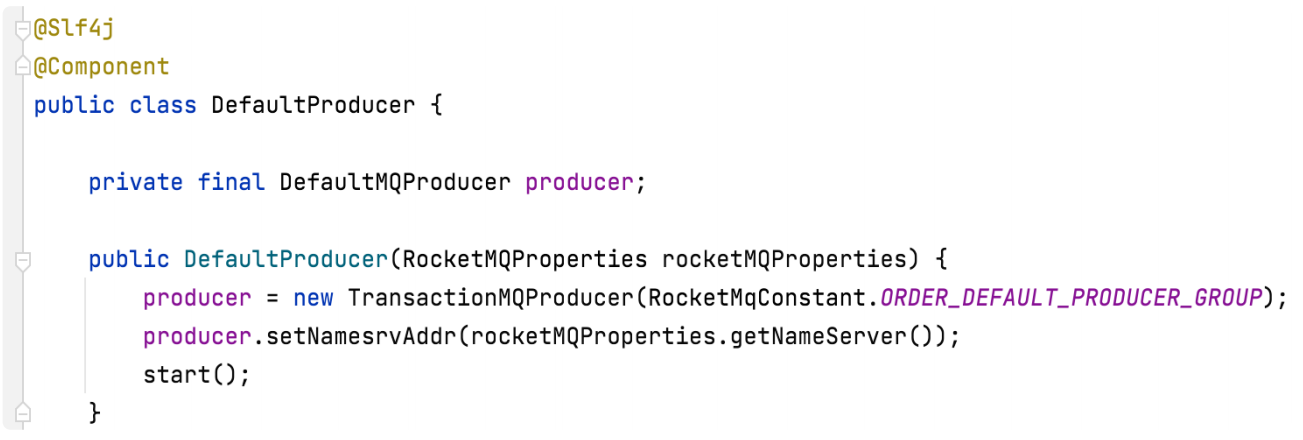 @Slf4j
@Component
public class DefaultProducer {
private final DefaultMQProducer producer;
public DefaultProducer(RocketMQProperties rocketMQProperties) {
producer = new TransactionMQProducer(RocketMqConstant.ORDER_DEFAULT_PRODUCER_GROUP);
producer.setNamesrvAddr(rocketMQProperties.getNameServer());
start();
}